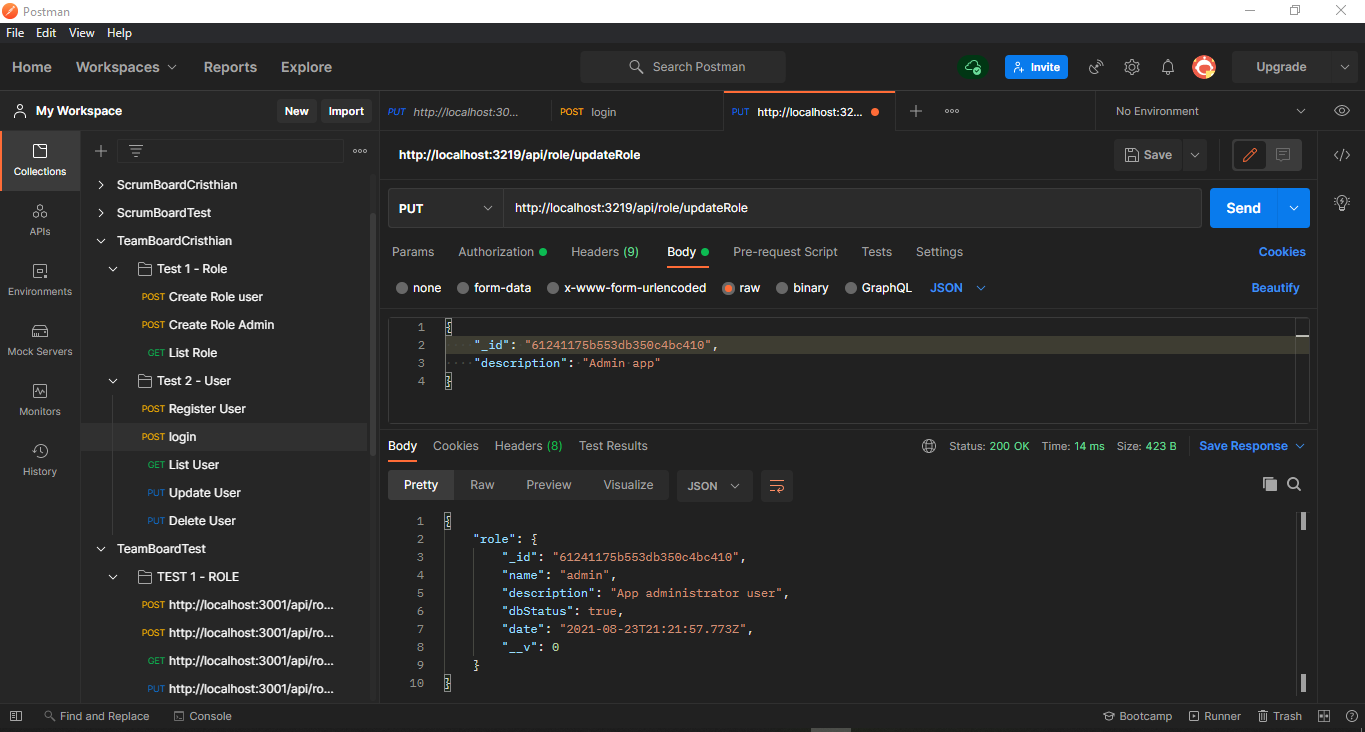 Postman
File Edit View Help
Home Workspaces Reports Explore Search Postman Invite Upgrade
My Workspace New Import
PUT http://localhost:30... POST login PUT http://localhost:32... No Environment
Collections
APIs
Environments
Mock Servers
Monitors
History
ScrumBoardCristhian
ScrumBoardTest
TeamBoardCristhian
Test 1 - Role
POST Create Role user
POST Create Role Admin
GET List Role
Test 2 - User
POST Register User
POST login
GET List User
PUT Update User
PUT Delete User
TeamBoardTest
TEST 1 - ROLE
POST http://localhost:3001/api/ro...
POST http://localhost:3001/api/ro...
GET http://localhost:3001/api/ro...
PUT http://localhost:3001/api/ro...
http://localhost:3219/api/role/updateRole Save
PUT http://localhost:3219/api/role/updateRole Send
Params Authorization Headers (9) Body Pre-request Script Tests Settings Cookies
none form-data x-www-form-urlencoded raw binary GraphQL JSON Beautify
1 {
2 "_id": "61241175b553db350c4bc410",
3 "description": "Admin app"
4 }
Body Cookies Headers (8) Test Results Status: 200 OK Time: 14 ms Size: 423 B Save Response
Pretty Raw Preview Visualize JSON
1 {
2 "role": {
3 "_id": "61241175b553db350c4bc410",
4 "name": "admin",
5 "description": "App administrator user",
6 "dbStatus": true,
7 "date": "2021-08-23T21:21:57.773Z",
8 "__v": 0
9 }
10 }
Find and Replace Console Bootcamp Runner Trash